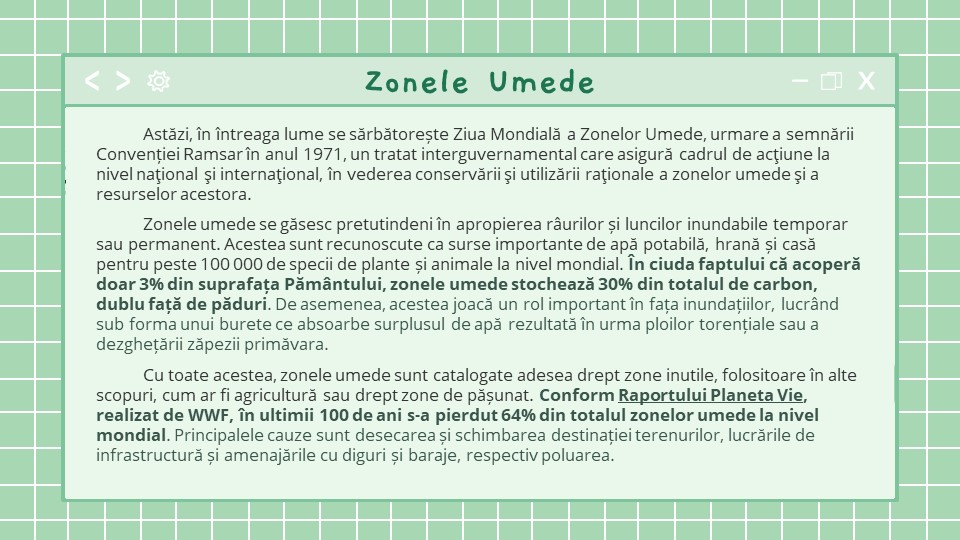 Zonele Umede
Astăzi, în întreaga lume se sărbătorește Ziua Mondială a Zonelor Umede, urmare a semnării
Convenției Ramsar în anul 1971, un tratat interguvernamental care asigură cadrul de acţiune la
nivel naţional şi internaţional, în vederea conservării şi utilizării raţionale a zonelor umede şi a
resurselor acestora.
Zonele umede se găsesc pretutindeni în apropierea râurilor și luncilor inundabile temporar
sau permanent. Acestea sunt recunoscute ca surse importante de apă potabilă, hrană și casă
pentru peste 100 000 de specii de plante și animale la nivel mondial. În ciuda faptului că acoperă
doar 3% din suprafața Pământului, zonele umede stochează 30% din totalul de carbon,
dublu față de păduri. De asemenea, acestea joacă un rol important în fața inundațiilor, lucrând
sub forma unui burete ce absoarbe surplusul de apă rezultată în urma ploilor torențiale sau a
dezghețării zăpezii primăvara.
Cu toate acestea, zonele umede sunt catalogate adesea drept zone inutile, folositoare în alte
scopuri, cum ar fi agricultură sau drept zone de pășunat. Conform Raportului Planeta Vie,
realizat de WWF, în ultimii 100 de ani s-a pierdut 64% din totalul zonelor umede la nivel
mondial. Principalele cauze sunt desecarea și schimbarea destinației terenurilor, lucrările de
infrastructură și amenajările cu diguri și baraje, respectiv poluarea.